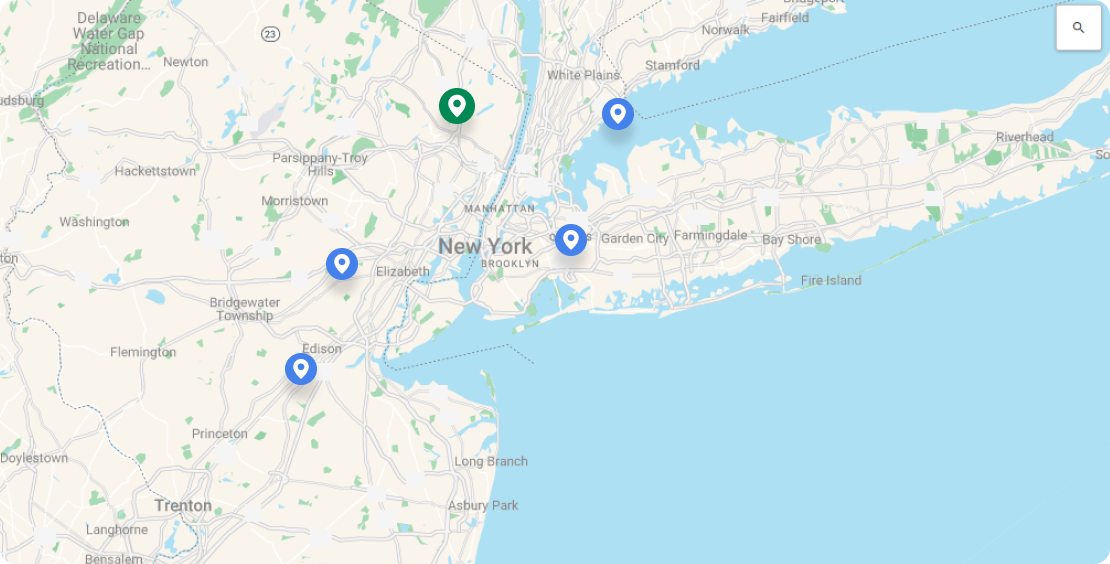 Delaware
Water Gap
National
Recreation...
23
Newton
Bridgeport
Fairfield
Norwalk
Stamford
White Plains
udsburg
Parsippany-Troy
Hills
Hackettstown
Riverhead
So
Morristown
MANHATTAN
Washington
New York
Garden City
Farmingdale
Bay Shore
BROOKLYN
ton
Elizabeth
Fire Island
Bridgewater
Township
Edison
Flemington
Princeton
Doylestown
Long Branch
Trenton
Asbury Park
Langhorne
Bensalem